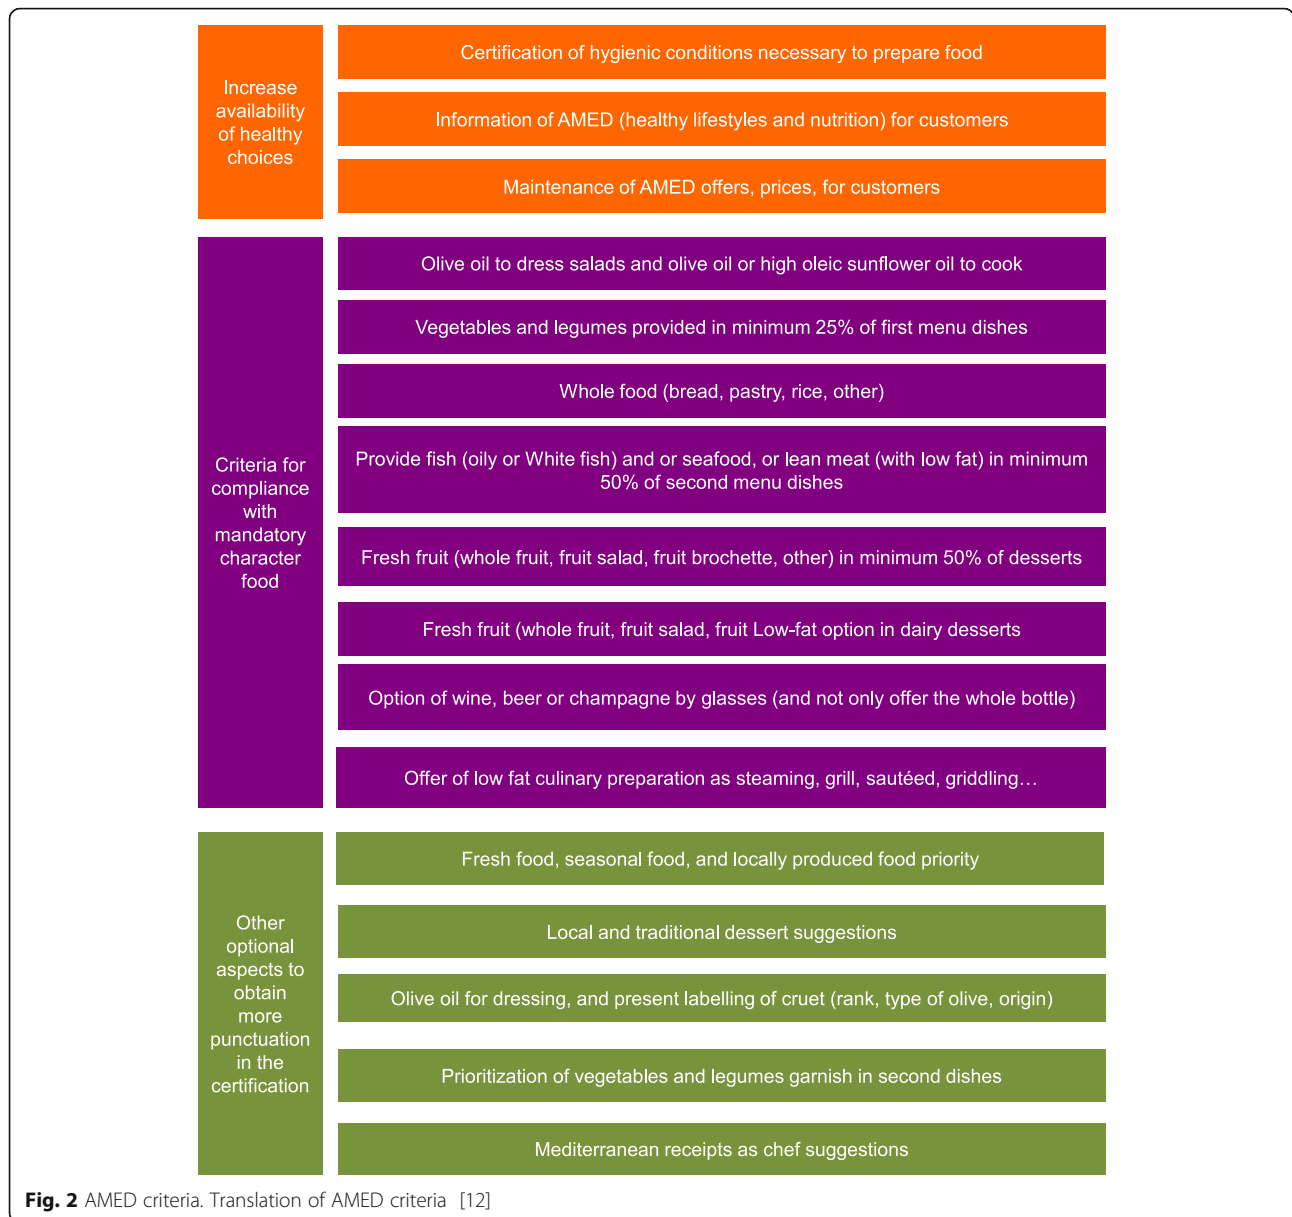 Increase
availability
of healthy
choices
Certification of hygienic conditions necessary to prepare food
Information of AMED (healthy lifestyles and nutrition) for customers
Maintenance of AMED offers, prices, for customers
Criteria for
compliance
with
mandatory
character
food
Olive oil to dress salads and olive oil or high oleic sunflower oil to cook
Vegetables and legumes provided in minimum 25% of first menu dishes
Whole food (bread, pastry, rice, other)
Provide fish (oily or White fish) and or seafood, or lean meat (with low fat) in minimum
50% of second menu dishes
Fresh fruit (whole fruit, fruit salad, fruit brochette, other) in minimum 50% of desserts
Fresh fruit (whole fruit, fruit salad, fruit Low-fat option in dairy desserts
Option of wine, beer or champagne by glasses (and not only offer the whole bottle)
Offer of low fat culinary preparation as steaming, grill, sautéed, griddling…
Other
optional
aspects to
obtain
more
punctuation
in the
certification
Fresh food, seasonal food, and locally produced food priority
Local and traditional dessert suggestions
Olive oil for dressing, and present labelling of cruet (rank, type of olive, origin)
Prioritization of vegetables and legumes garnish in second dishes
Mediterranean receipts as chef suggestions
Fig. 2 AMED criteria. Translation of AMED criteria [12]